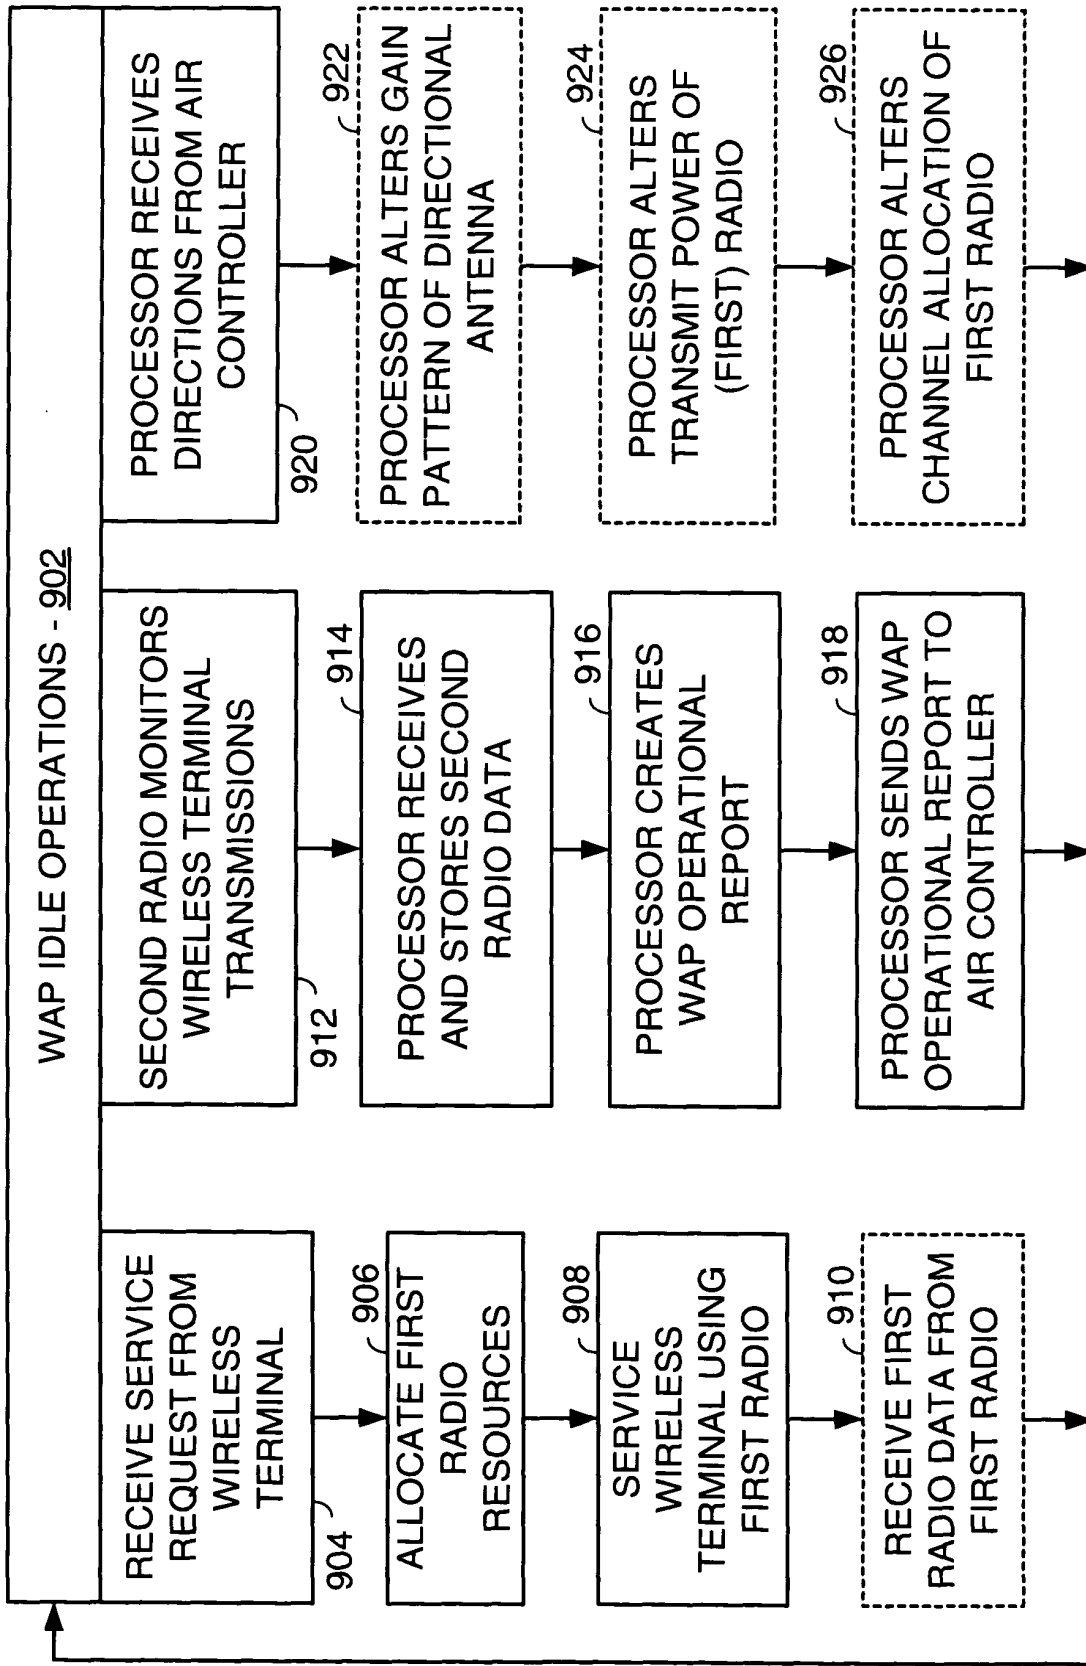 WAP IDLE OPERATIONS - 902
RECEIVE SERVICE
REQUEST FROM
WIRELESS
TERMINAL
904
906
ALLOCATE FIRST
RADIO
RESOURCES
908
SERVICE
WIRELESS
TERMINAL USING
FIRST RADIO
910
RECEIVE FIRST
RADIO DATA FROM
FIRST RADIO
SECOND RADIO MONITORS
WIRELESS TERMINAL
TRANSMISSIONS
912
914
PROCESSOR RECEIVES
AND STORES SECOND
RADIO DATA
916
PROCESSOR CREATES
WAP OPERATIONAL
REPORT
918
PROCESSOR SENDS WAP
OPERATIONAL REPORT TO
AIR CONTROLLER
PROCESSOR RECEIVES
DIRECTIONS FROM AIR
CONTROLLER
920
922
PROCESSOR ALTERS GAIN
PATTERN OF DIRECTIONAL
ANTENNA
924
PROCESSOR ALTERS
TRANSMIT POWER OF
(FIRST) RADIO
926
PROCESSOR ALTERS
CHANNEL ALLOCATION OF
FIRST RADIO